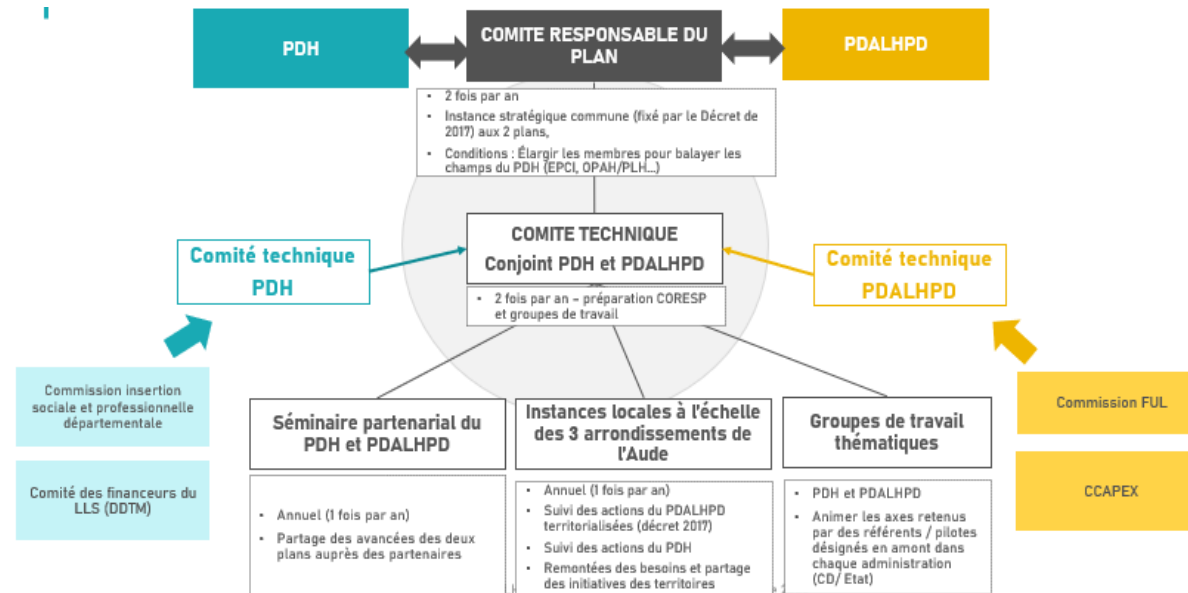 PDH
COMITE RESPONSABLE DU
PLAN
PDALHPD
• 2 fois par an
• Instance stratégique commune (fixé par le Décret de
2017) aux 2 plans,
• Conditions : Élargir les membres pour balayer les
champs du PDH (EPCI, OPAH/PLH...)
Comité technique
PDH
COMITE TECHNIQUE
Conjoint PDH et PDALHPD
• 2 fois par an – préparation CORESP
et groupes de travail
Comité technique
PDALHPD
Commission insertion
sociale et professionnelle
départementale
Comité des financeurs du
LLS (DDTM)
Séminaire partenarial du
PDH et PDALHPD
• Annuel (1 fois par an)
• Partage des avancées des deux
plans auprès des partenaires
Instances locales à l'échelle
des 3 arrondissements de
l'Aude
• Annuel (1 fois par an)
• Suivi des actions du PDALHPD
territorialisées (décret 2017)
• Suivi des actions du PDH
• Remontées des besoins et partage
des initiatives des territoires
Groupes de travail
thématiques
• PDH et PDALHPD
• Animer les axes retenus
par des référents / pilotes
désignés en amont dans
chaque administration
(CD/ Etat)
Commission FUL
CCAPEX